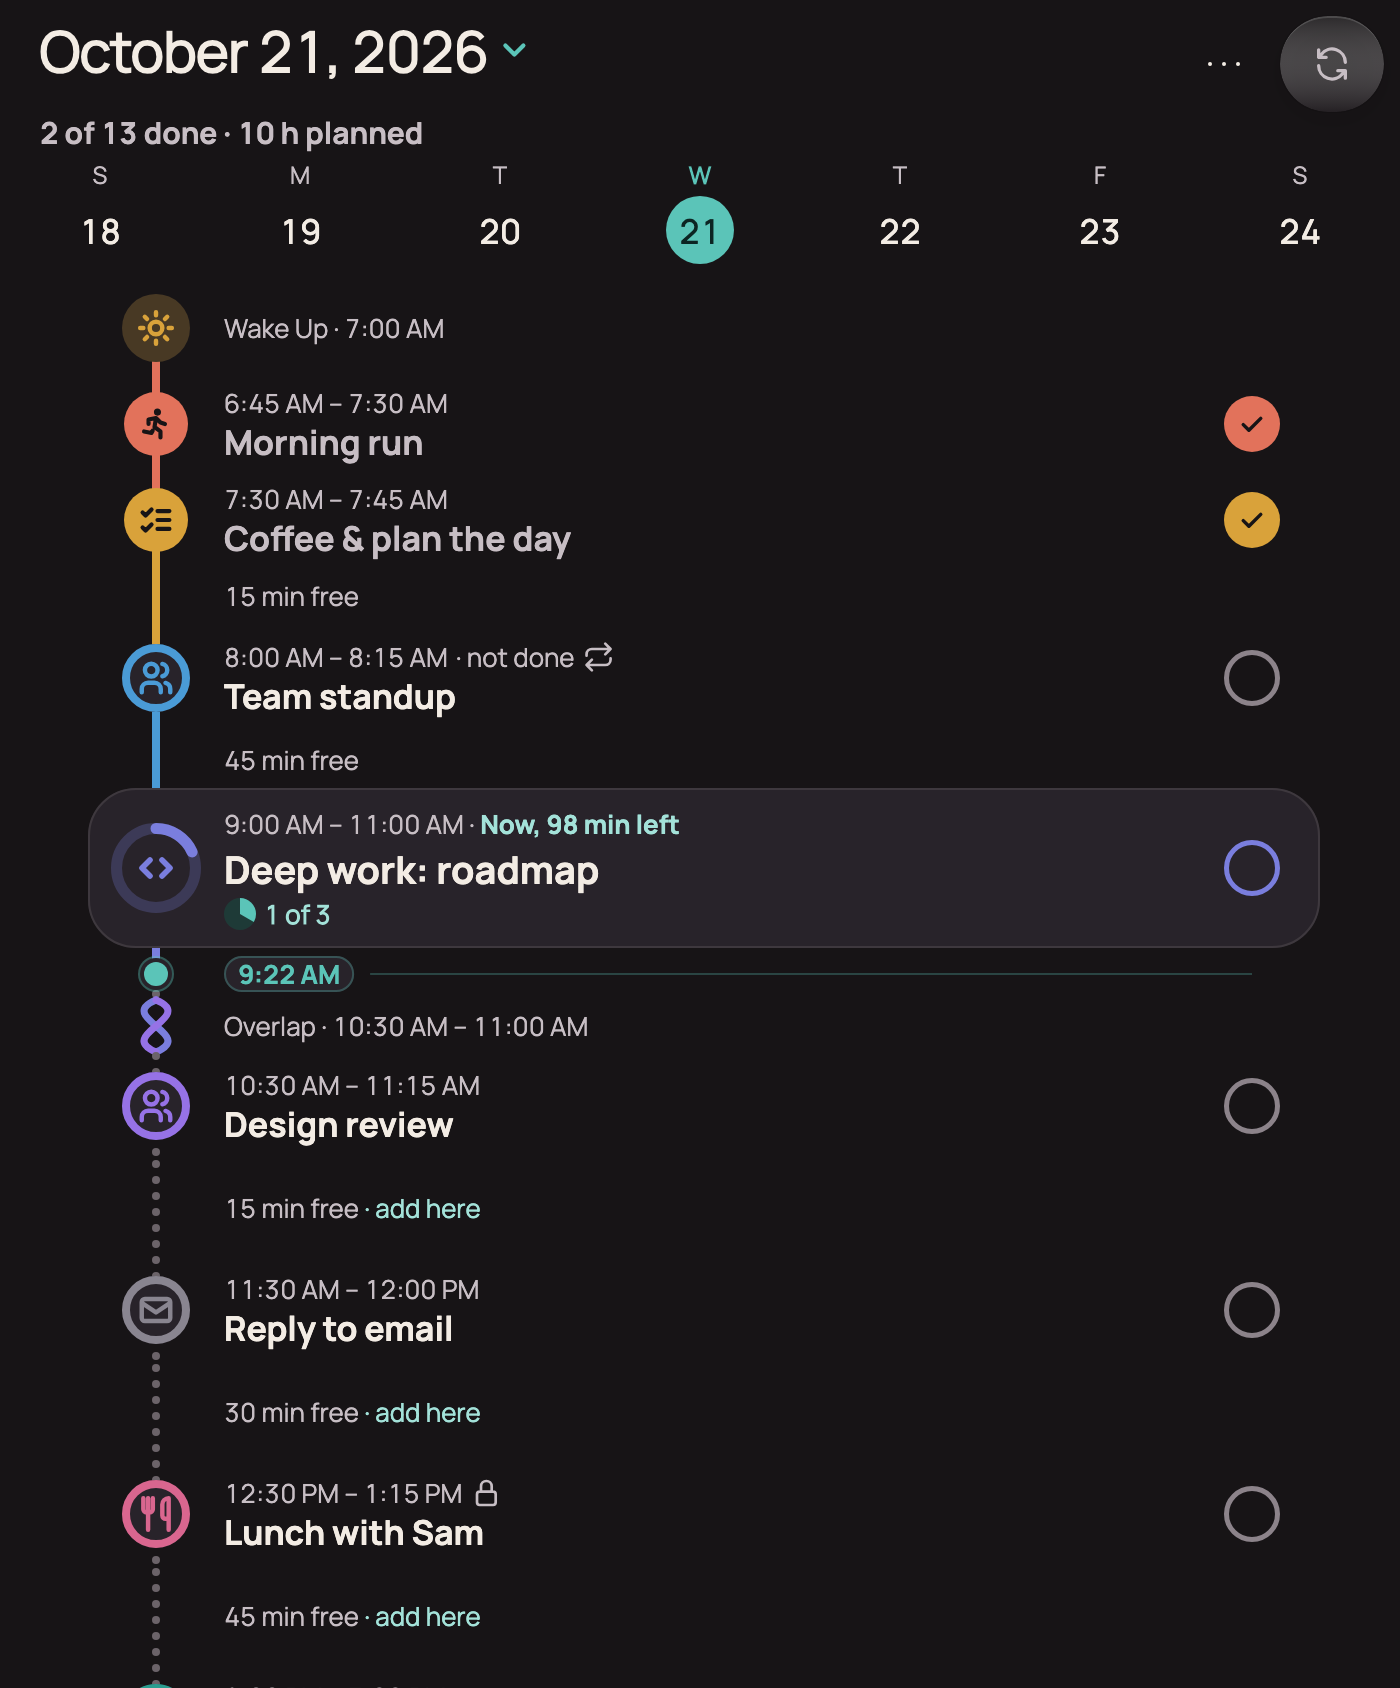 October 21, 2026
...
2 of 13 done · 10 h planned
S M T W T F S
18 19 20 21 22 23 24
Wake Up · 7:00 AM
6:45 AM – 7:30 AM
Morning run
7:30 AM – 7:45 AM
Coffee & plan the day
15 min free
8:00 AM – 8:15 AM · not done
Team standup
45 min free
9:00 AM – 11:00 AM · Now, 98 min left
Deep work: roadmap
1 of 3
9:22 AM
Overlap · 10:30 AM – 11:00 AM
10:30 AM – 11:15 AM
Design review
15 min free · add here
11:30 AM – 12:00 PM
Reply to email
30 min free · add here
12:30 PM – 1:15 PM
Lunch with Sam
45 min free · add here